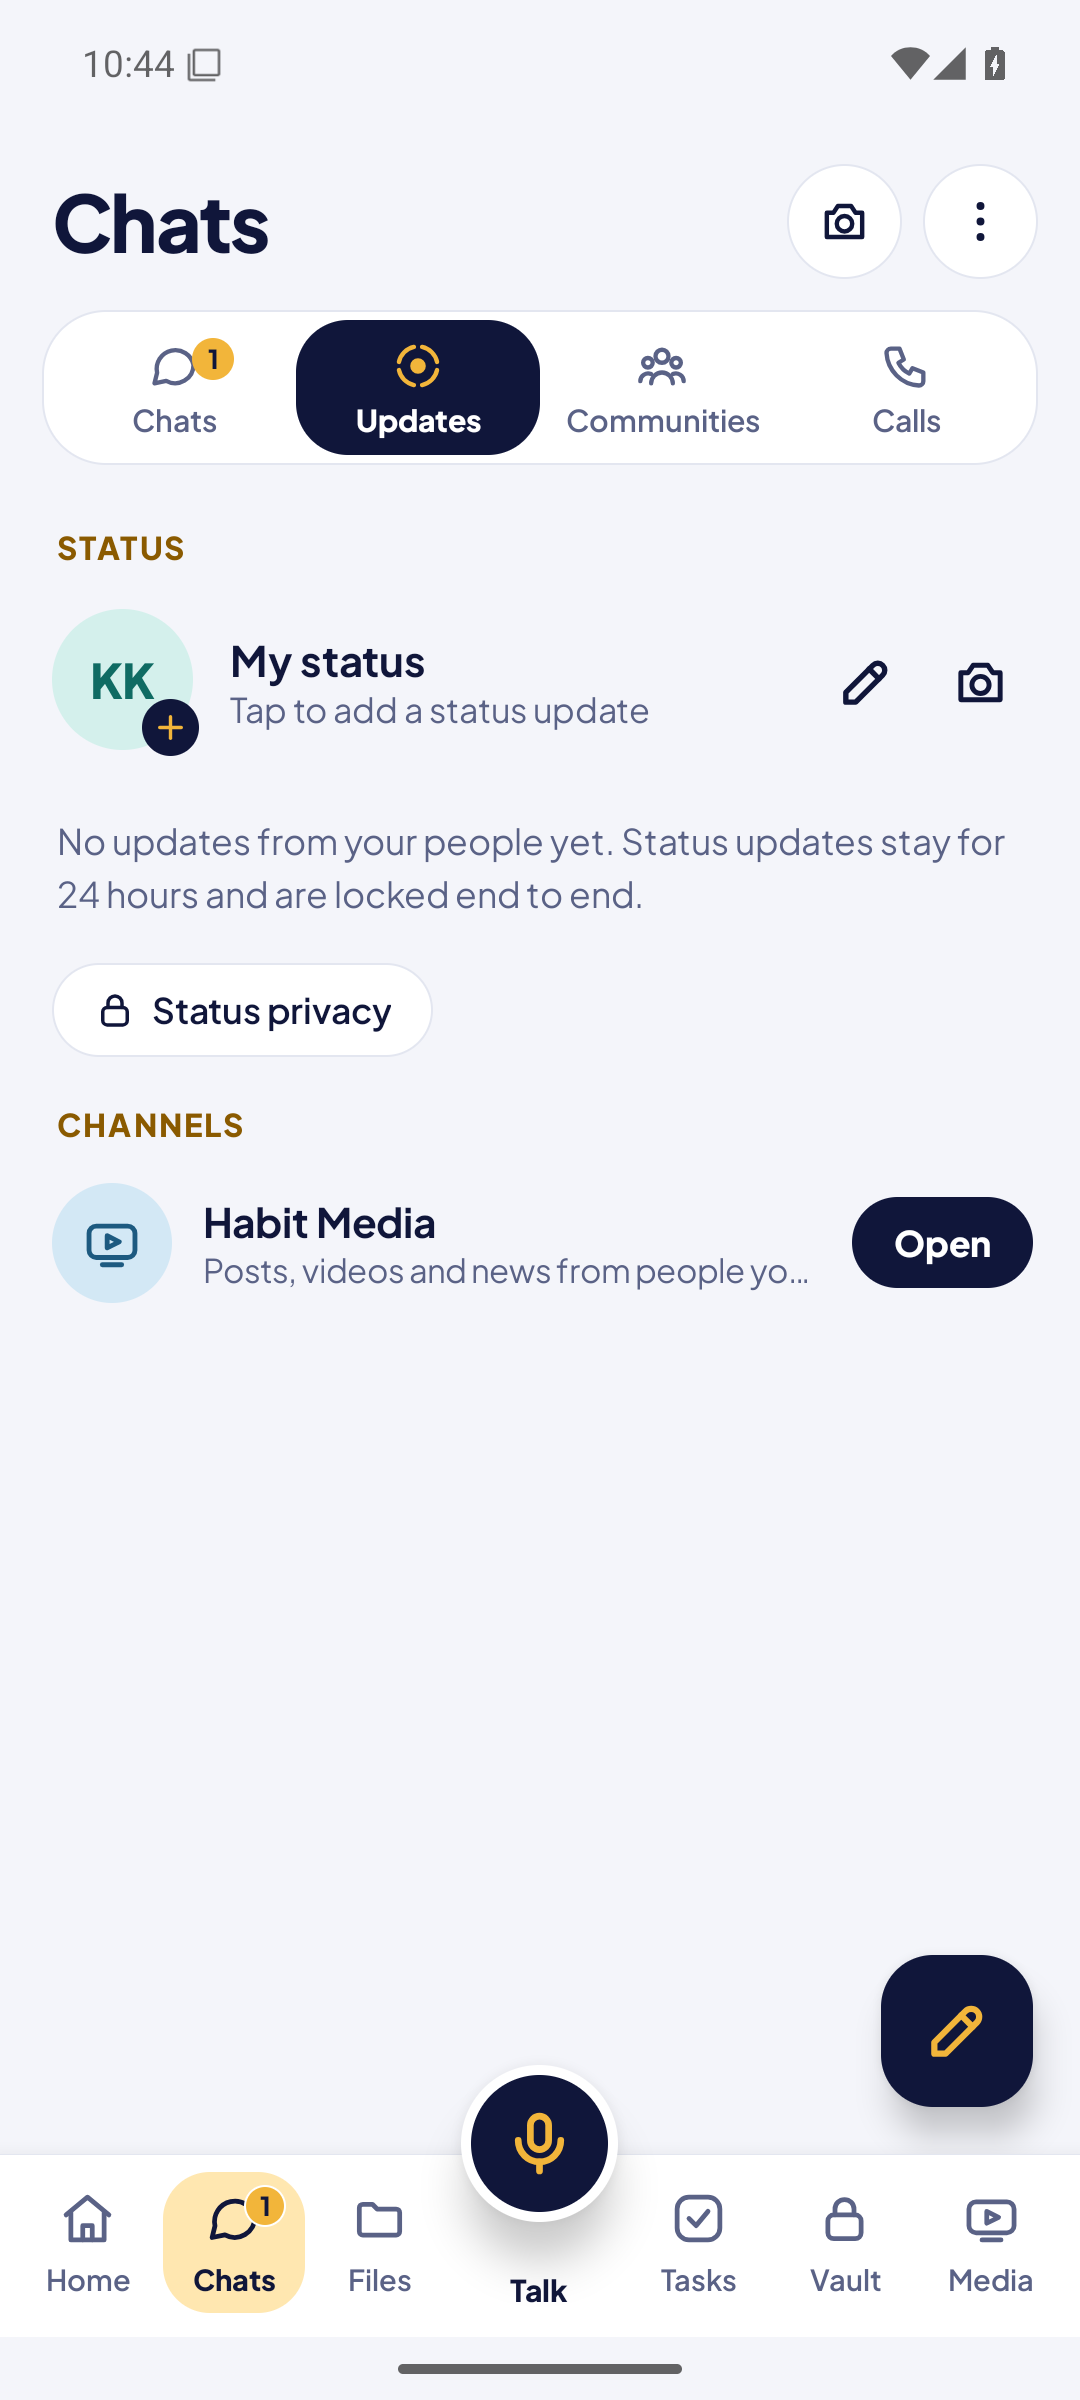 10:44
Chats
1
Chats
Updates
Communities
Calls
STATUS
KK
My status
Tap to add a status update
No updates from your people yet. Status updates stay for
24 hours and are locked end to end.
Status privacy
CHANNELS
Habit Media
Posts, videos and news from people yo...
Open
1
Home
Chats
Files
Talk
Tasks
Vault
Media